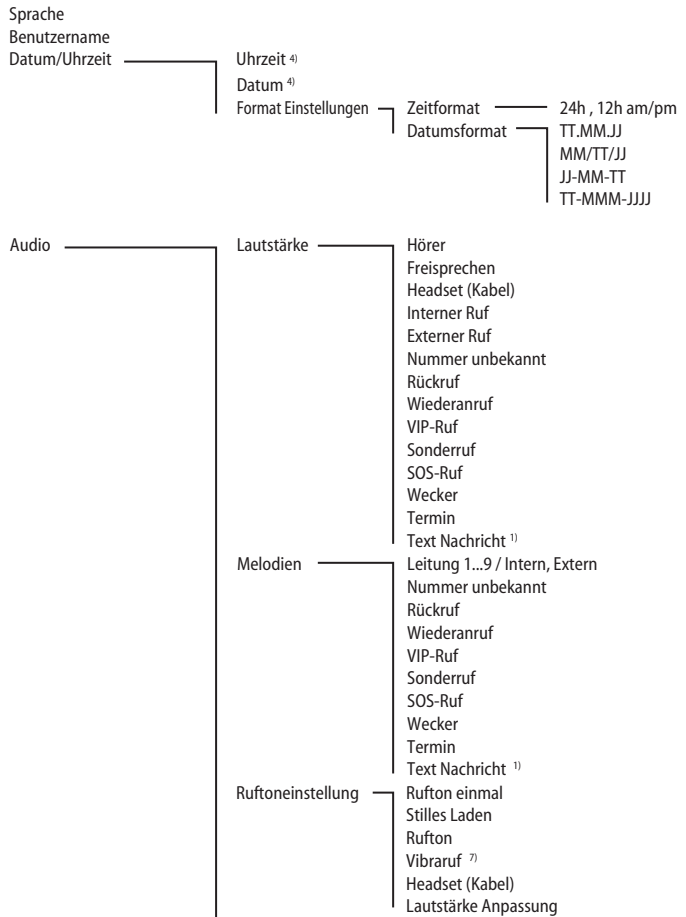 Sprache
Benutzername
Datum/Uhrzeit Uhrzeit 4)
Datum 4)
Format Einstellungen Zeitformat 24h , 12h am/pm
Datumsformat TT.MM.JJ
MM/TT/JJ
JJ-MM-TT
TT-MMM-JJJJ
Audio Lautstärke Hörer
Freisprechen
Headset (Kabel)
Interner Ruf
Externer Ruf
Nummer unbekannt
Rückruf
Wiederanruf
VIP-Ruf
Sonderruf
SOS-Ruf
Wecker
Termin
Text Nachricht 1)
Melodien Leitung 1...9 / Intern, Extern
Nummer unbekannt
Rückruf
Wiederanruf
VIP-Ruf
Sonderruf
SOS-Ruf
Wecker
Termin
Text Nachricht 1)
Ruftoneinstellung Rufton einmal
Stilles Laden
Rufton
Vibraruf 7)
Headset (Kabel)
Lautstärke Anpassung